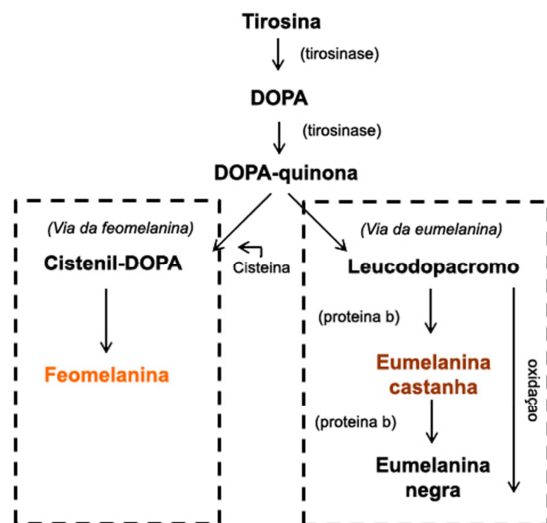 Tirosina
(tirosinase)
DOPA
(tirosinase)
DOPA-quinona
(Via da feomelanina)
Cistenil-DOPA
Cisteina
Feomelanina
(Via da eumelanina)
Leucodopacromo
(proteina b)
Eumelanina
castanha
(proteina b)
Eumelanina
negra
oxidaçao